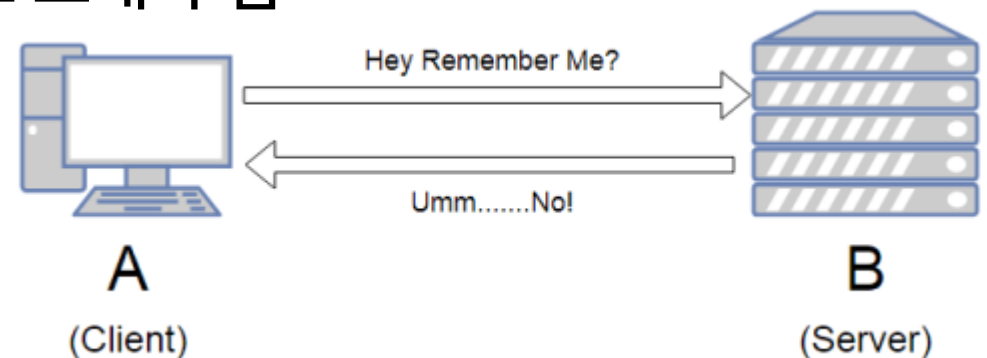 Hey Remember Me?
Umm.......No!
A
B
(Client)
(Server)